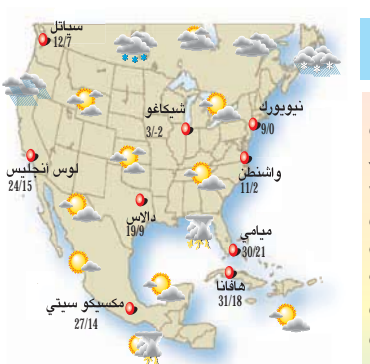 سياتل
12/7
شيكاغو
3/-2
نيويورك
9/0
لوس أنجليس
24/15
واشنطن
11/2
دالاس
19/9
ميامي
30/21
هافانا
31/18
مكسيكو سيتي
27/14